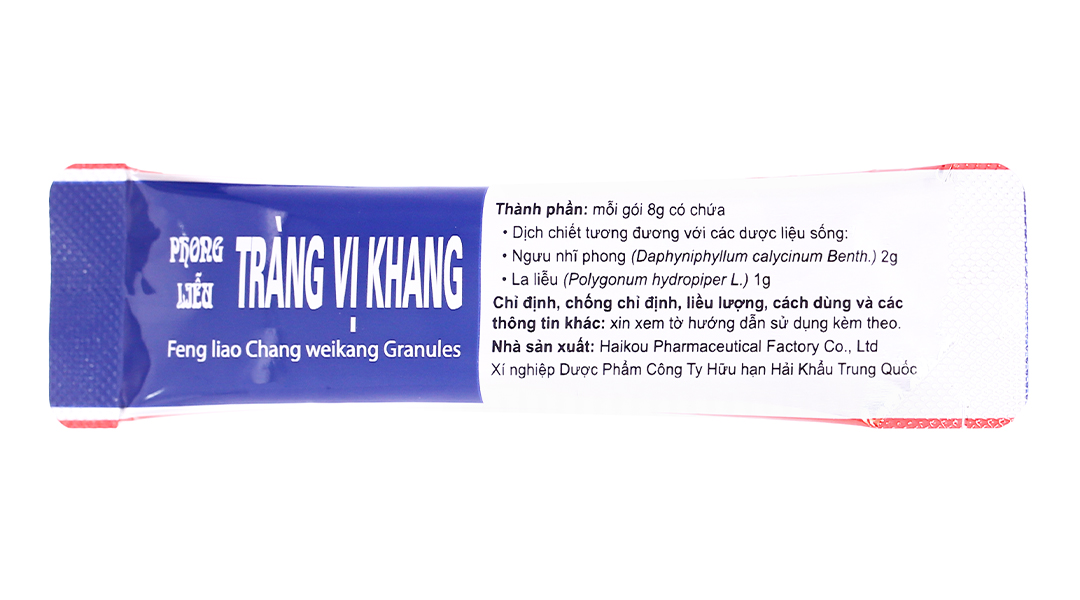 PHONG
LIỄU
TRÀNG VỊ KHANG
Feng liao Chang weikang Granules
Thành phần: mỗi gói 8g có chứa
• Dịch chiết tương đương với các dược liệu sống:
• Ngưu nhĩ phong (Daphyniphyllum calycinum Benth.) 2g
• La liễu (Polygonum hydropiper L.) 1g
Chỉ định, chống chỉ định, liều lượng, cách dùng và các
thông tin khác: xin xem tờ hướng dẫn sử dụng kèm theo.
Nhà sản xuất: Haikou Pharmaceutical Factory Co., Ltd
Xí nghiệp Dược Phẩm Công Ty Hữu hạn Hải Khẩu Trung Quốc